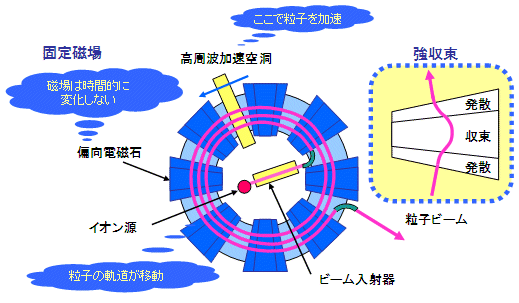 ここで粒子を加速
固定磁場
高周波加速空洞
強収束
磁場は時間的に
変化しない
発散
収束
発散
偏向電磁石
イオン源
粒子ビーム
粒子の軌道が移動
ビーム入射器